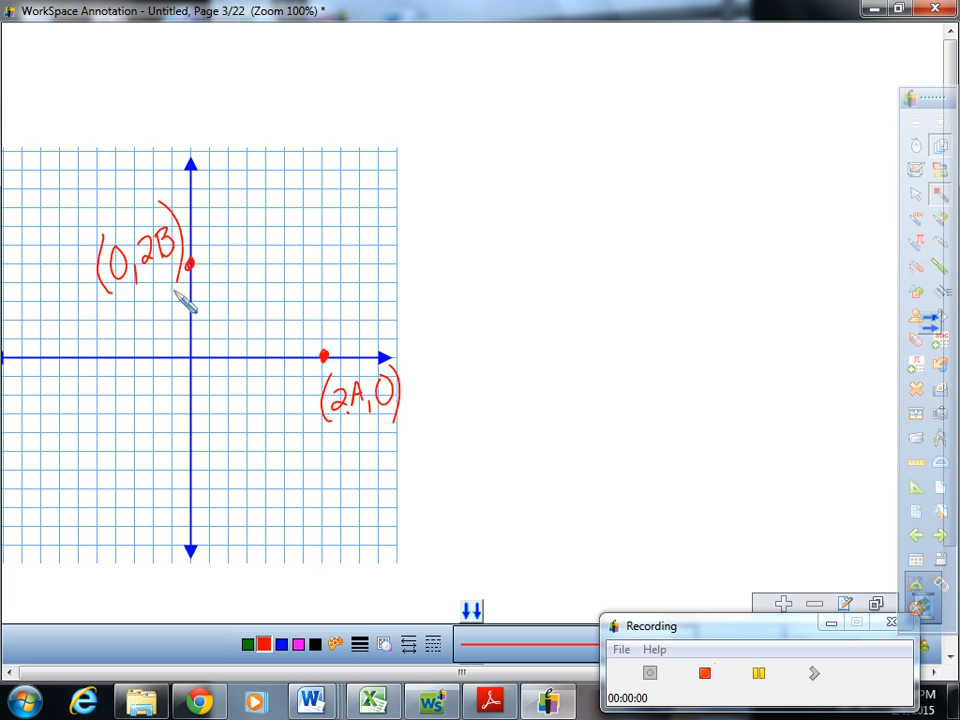 WorkSpace Annotation - Untitled, Page 3/22 (Zoom 100%) *
(0,2B)
(2A,0)
Recording
File Help
00:00:00